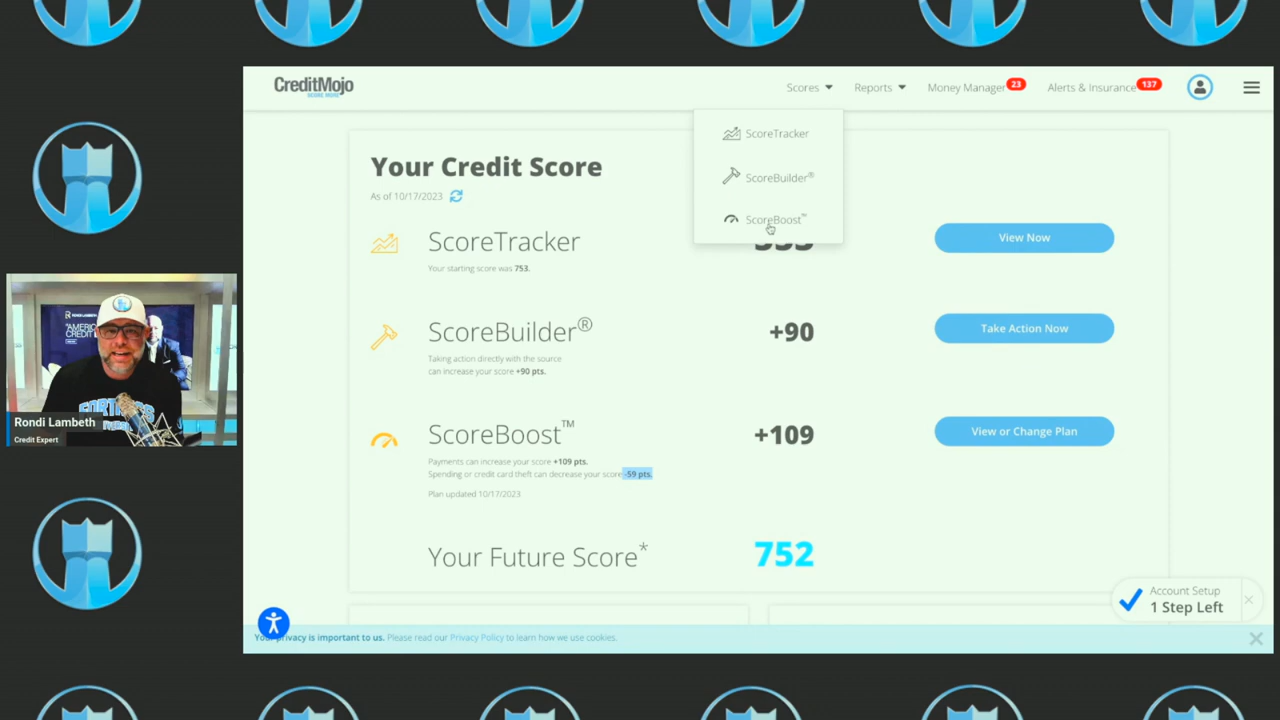 CreditMojo
SCORE MORE
Scores
Reports
Money Manager 23
Alerts & Insurance 137
ScoreTracker
ScoreBuilder®
ScoreBoost™
Your Credit Score
As of 10/17/2023
ScoreTracker
Your starting score was 753.
View Now
ScoreBuilder®
+90
Taking action directly with the source
can increase your score +90 pts.
Take Action Now
ScoreBoost™
+109
Payments can increase your score +109 pts.
Spending or credit card theft can decrease your score -59 pts.
Plan updated 10/17/2023
View or Change Plan
Your Future Score*
752
Account Setup
1 Step Left
Your privacy is important to us. Please read our Privacy Policy to learn how we use cookies.
RONDI LAMBETH
CREDIT
Rondi Lambeth
Credit Expert